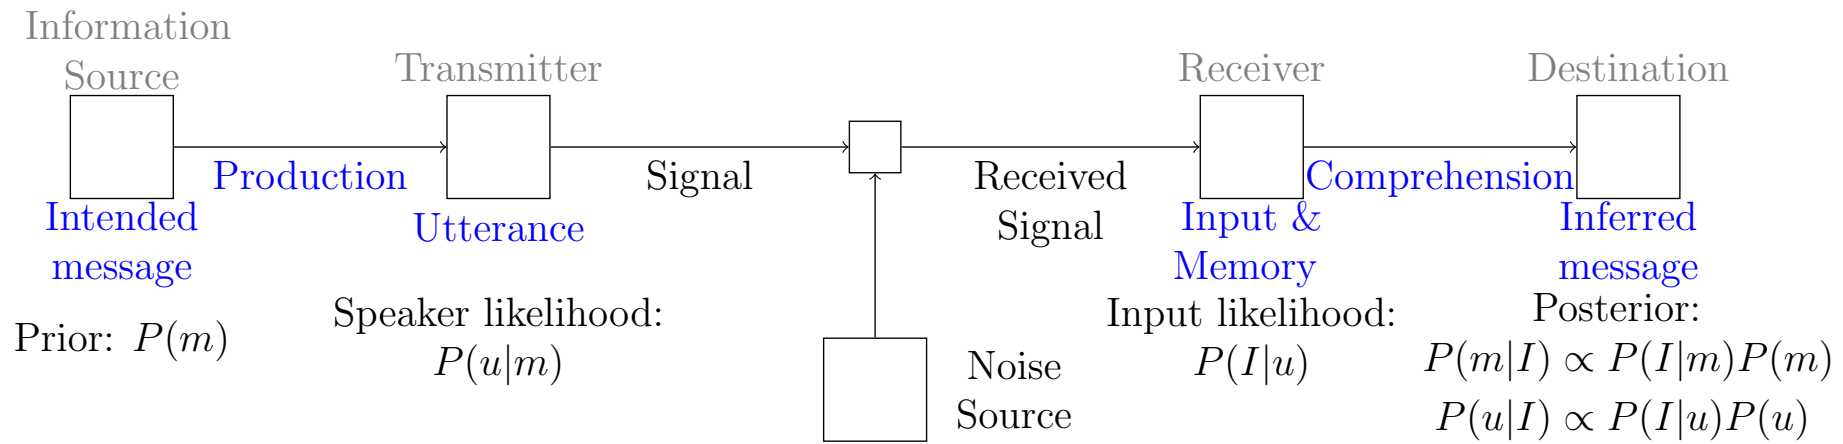 Information
Source
Transmitter
Receiver
Destination
Production
Signal
Received
Signal
Comprehension
Intended
message
Utterance
Input &
Memory
Inferred
message
Prior: P(m)
Speaker likelihood:
P(u|m)
Noise
Source
Input likelihood:
P(I|u)
Posterior:
P(m|I) ∝ P(I|m)P(m)
P(u|I) ∝ P(I|u)P(u)